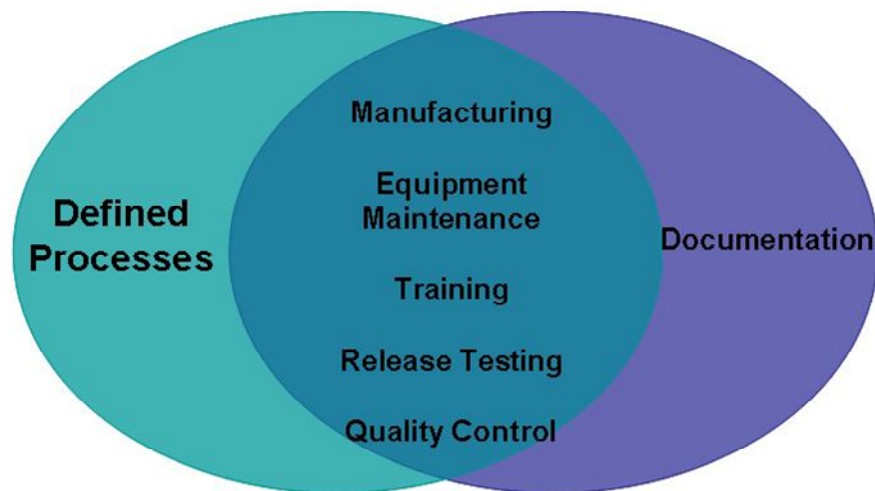 Manufacturing
Equipment
Maintenance
Defined
Processes
Documentation
Training
Release Testing
Quality Control